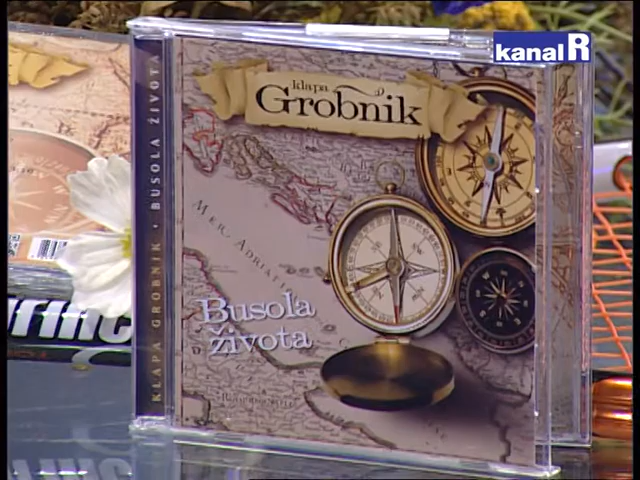 kanal R
klapa
Grobnik
KLAPA GROBNIK • BUSOLA ŽIVOTA
MER. ADRIATI
Busola
života